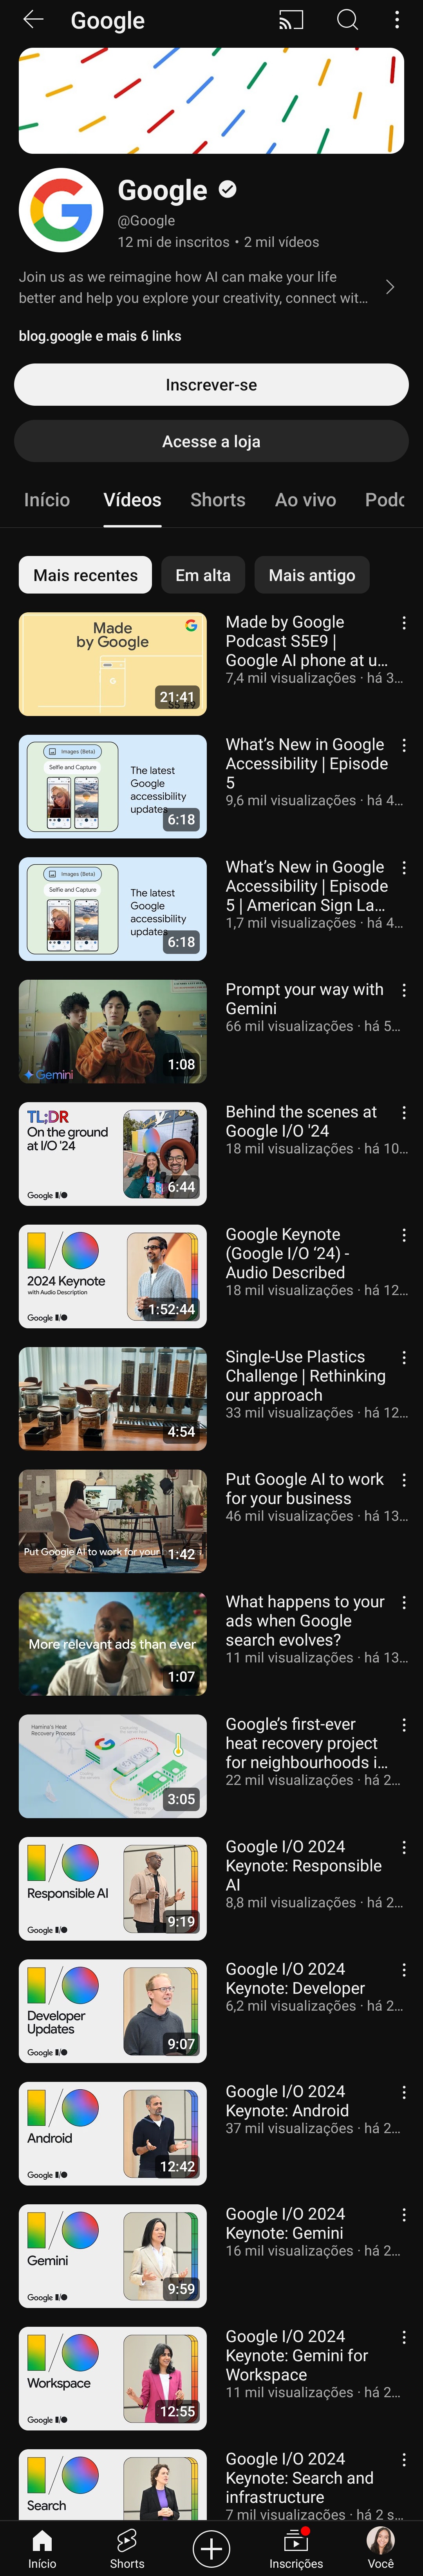 Google
Google
@Google
12 mi de inscritos • 2 mil vídeos
Join us as we reimagine how AI can make your life
better and help you explore your creativity, connect wit...
blog.google e mais 6 links
Inscrever-se
Acesse a loja
Início Vídeos Shorts Ao vivo Podc
Mais recentes Em alta Mais antigo
Made
by Google
G
S5 #9
21:41
Made by Google
Podcast S5E9 |
Google AI phone at u...
7,4 mil visualizações · há 3...
Images (Beta)
Selfie and Capture
The latest
Google
accessibility
updates
6:18
What's New in Google
Accessibility | Episode
5
9,6 mil visualizações · há 4...
Images (Beta)
Selfie and Capture
The latest
Google
accessibility
updates
6:18
What's New in Google
Accessibility | Episode
5 | American Sign La...
1,7 mil visualizações · há 4...
Gemini
1:08
Prompt your way with
Gemini
66 mil visualizações · há 5...
TL;DR
On the ground
at I/O '24
Google I/O
6:44
Behind the scenes at
Google I/O '24
18 mil visualizações · há 10...
2024 Keynote
with Audio Description
Google I/O
1:52:44
Google Keynote
(Google I/O ‘24) -
Audio Described
18 mil visualizações · há 12...
4:54
Single-Use Plastics
Challenge | Rethinking
our approach
33 mil visualizações · há 12...
Put Google AI to work for your
1:42
Put Google AI to work
for your business
46 mil visualizações · há 13...
More relevant ads than ever
1:07
What happens to your
ads when Google
search evolves?
11 mil visualizações · há 13...
Hamina's Heat
Recovery Process
Google
3:05
Google's first-ever
heat recovery project
for neighbourhoods i...
22 mil visualizações · há 2...
I/O
Responsible AI
Google I/O
9:19
Google I/O 2024
Keynote: Responsible
AI
8,8 mil visualizações · há 2...
I/O
Developer
Updates
Google I/O
9:07
Google I/O 2024
Keynote: Developer
6,2 mil visualizações · há 2...
I/O
Android
Google I/O
12:42
Google I/O 2024
Keynote: Android
37 mil visualizações · há 2...
I/O
Gemini
Google I/O
9:59
Google I/O 2024
Keynote: Gemini
16 mil visualizações · há 2...
I/O
Workspace
Google I/O
12:55
Google I/O 2024
Keynote: Gemini for
Workspace
11 mil visualizações · há 2...
I/O
Search
Google I/O 2024
Keynote: Search and
infrastructure
7 mil visualizações · há 2 s...
Início Shorts Inscrições Você